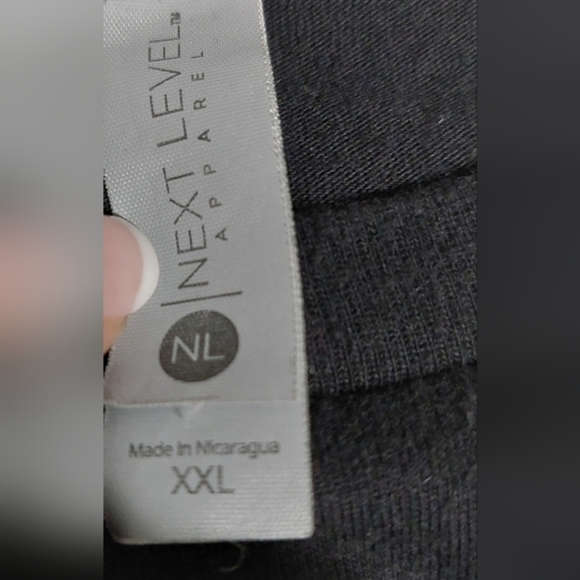 NEXT LEVEL™
APPAREL
NL
Made In Nicaragua
XXL